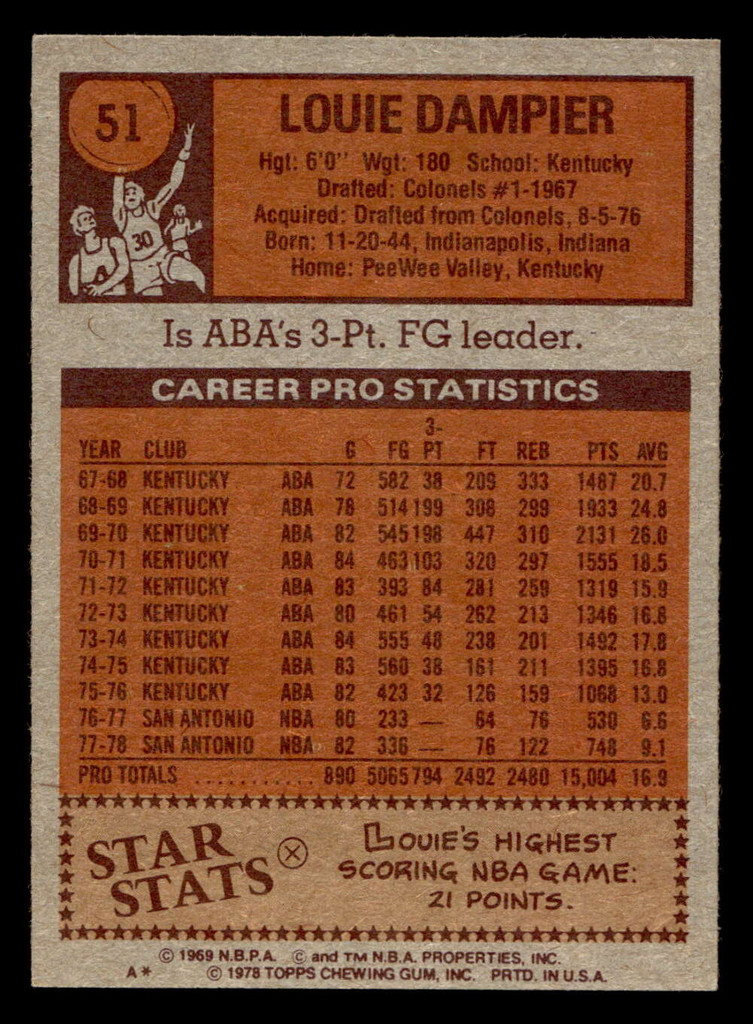 51
LOUIE DAMPIER
Hgt: 6'0" Wgt: 180 School: Kentucky
Drafted: Colonels #1-1967
Acquired: Drafted from Colonels, 8-5-76
Born: 11-20-44, Indianapolis, Indiana
Home: PeeWee Valley, Kentucky
30
Is ABA's 3-Pt. FG leader.
CAREER PRO STATISTICS
YEAR CLUB G FG 3-PT FT REB PTS AVG
67-68 KENTUCKY ABA 72 582 38 209 333 1487 20.7
68-69 KENTUCKY ABA 78 514 199 308 299 1933 24.8
69-70 KENTUCKY ABA 82 545 198 447 310 2131 26.0
70-71 KENTUCKY ABA 84 463 103 320 297 1555 18.5
71-72 KENTUCKY ABA 83 393 84 281 259 1319 15.9
72-73 KENTUCKY ABA 80 461 54 262 213 1346 16.8
73-74 KENTUCKY ABA 84 555 48 238 201 1492 17.8
74-75 KENTUCKY ABA 83 560 38 161 211 1395 16.8
75-76 KENTUCKY ABA 82 423 32 126 159 1068 13.0
76-77 SAN ANTONIO NBA 80 233 — 64 76 530 6.6
77-78 SAN ANTONIO NBA 82 336 — 76 122 748 9.1
PRO TOTALS ........... 890 5065 794 2492 2480 15,004 16.9
STAR
STATS
LOUIE'S HIGHEST
SCORING NBA GAME:
21 POINTS.
© 1969 N.B.P.A. © and TM N.B.A. PROPERTIES, INC.
A* © 1978 TOPPS CHEWING GUM, INC. PRTD. IN U.S.A.